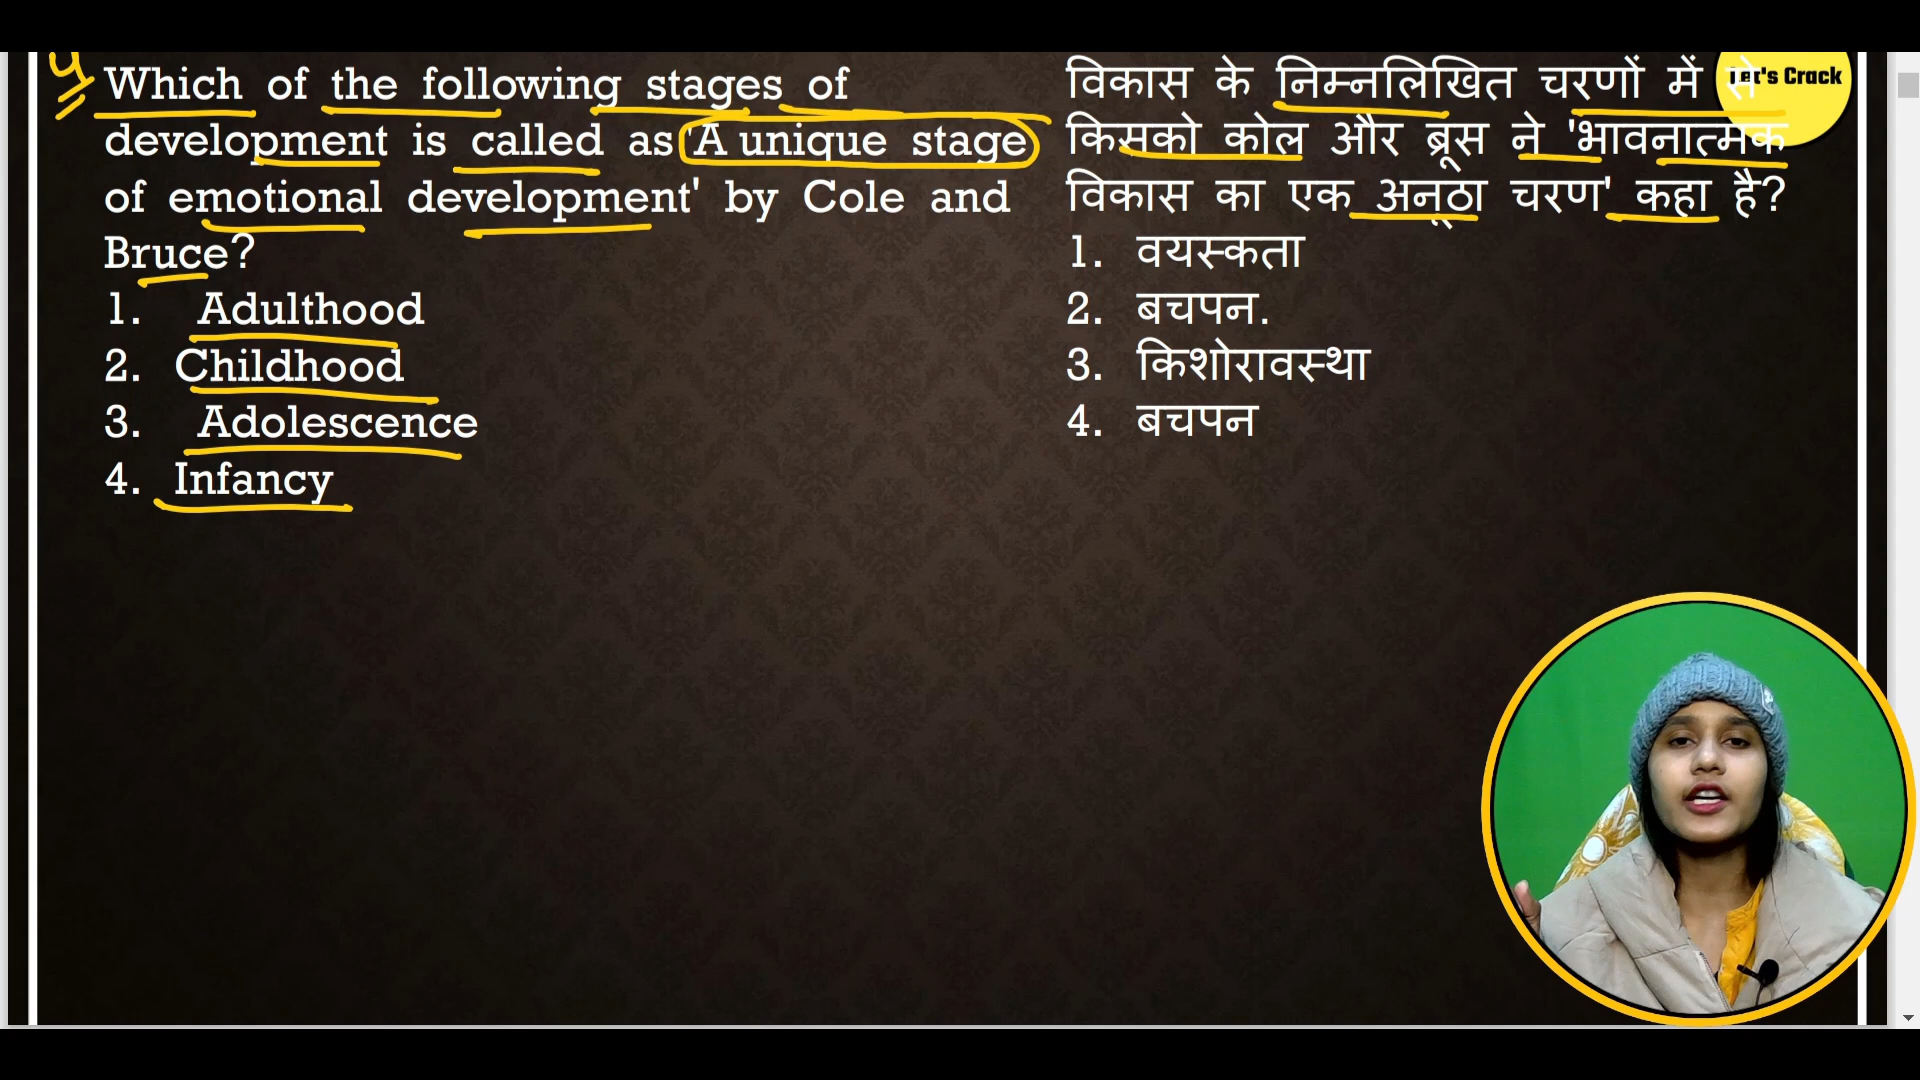 4
Which of the following stages of
development is called as 'A unique stage
of emotional development' by Cole and
Bruce?
1. Adulthood
2. Childhood
3. Adolescence
4. Infancy
विकास के निम्नलिखित चरणों में से
किसको कोल और ब्रूस ने 'भावनात्मक
विकास का एक अनूठा चरण' कहा है?
1. वयस्कता
2. बचपन.
3. किशोरावस्था
4. बचपन
Let's Crack